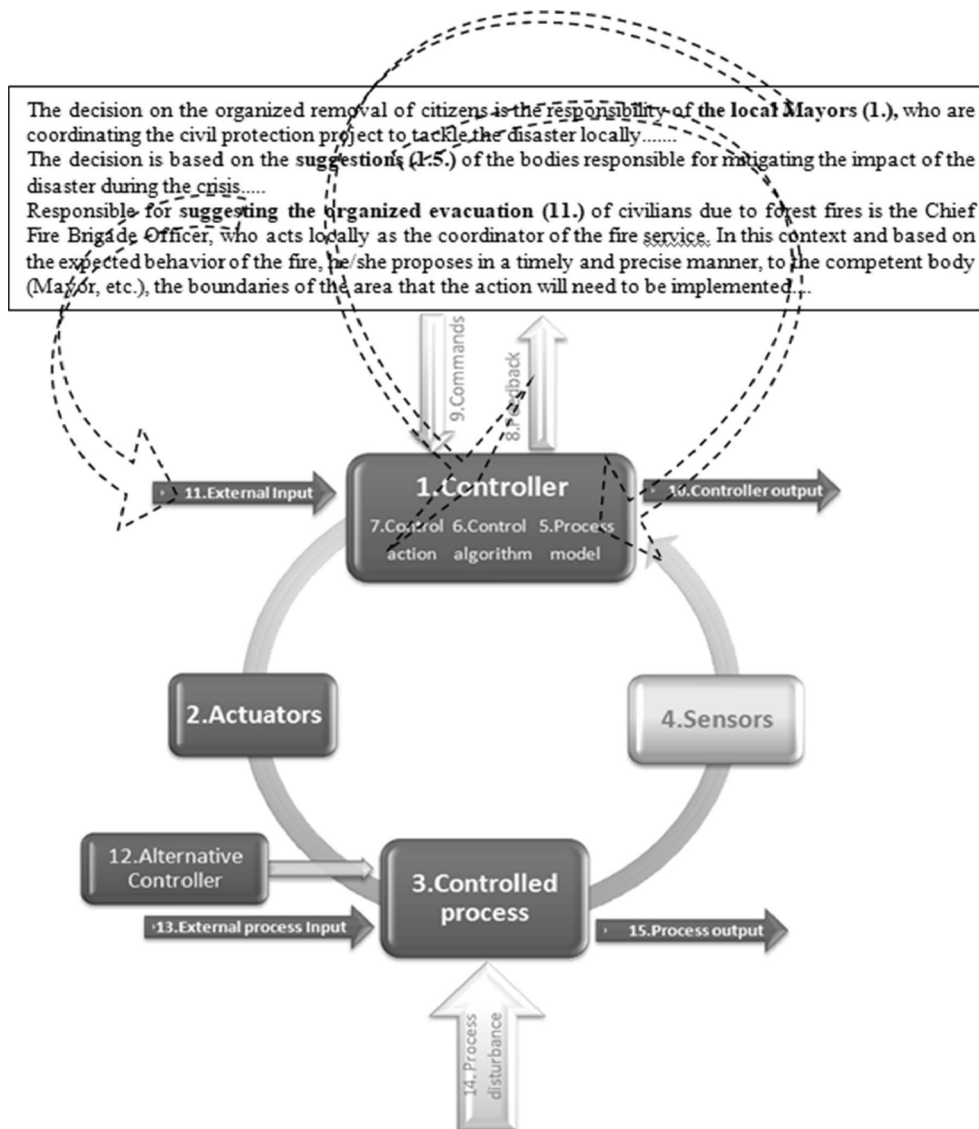 The decision on the organized removal of citizens is the responsibility of the local Mayors (1.), who are
coordinating the civil protection project to tackle the disaster locally.......
The decision is based on the suggestions (1.5.) of the bodies responsible for mitigating the impact of the
disaster during the crisis.....
Responsible for suggesting the organized evacuation (11.) of civilians due to forest fires is the Chief
Fire Brigade Officer, who acts locally as the coordinator of the fire service. In this context and based on
the expected behavior of the fire, he/she proposes in a timely and precise manner, to the competent body
(Mayor, etc.), the boundaries of the area that the action will need to be implemented....
9.Commands
8.Feedback
1.Controller
11.External Input
10.Controller output
7.Control 6.Control 5.Process
action algorithm model
2.Actuators
4.Sensors
12.Alternative
Controller
3.Controlled
process
13.External process Input
15.Process output
14.Process
disturbance